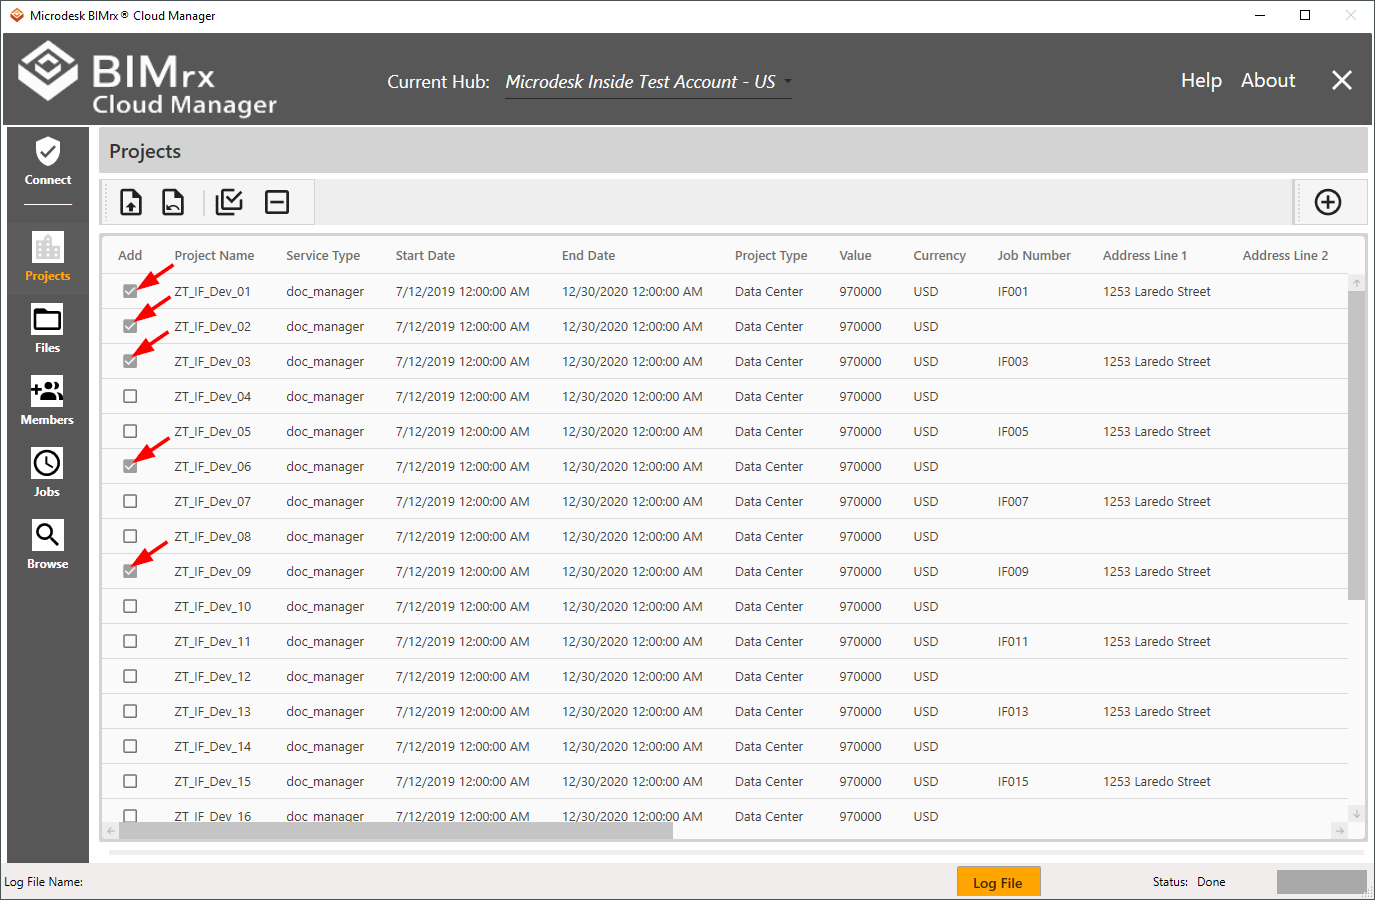 Microdesk BIMrx® Cloud Manager
BIMrx
Cloud Manager
Current Hub: Microdesk Inside Test Account - US
Help About
Connect
Projects
Files
Members
Jobs
Browse
Projects
Add Project Name Service Type Start Date End Date Project Type Value Currency Job Number Address Line 1 Address Line 2
ZT_IF_Dev_01 doc_manager 7/12/2019 12:00:00 AM 12/30/2020 12:00:00 AM Data Center 970000 USD IF001 1253 Laredo Street
ZT_IF_Dev_02 doc_manager 7/12/2019 12:00:00 AM 12/30/2020 12:00:00 AM Data Center 970000 USD
ZT_IF_Dev_03 doc_manager 7/12/2019 12:00:00 AM 12/30/2020 12:00:00 AM Data Center 970000 USD IF003 1253 Laredo Street
ZT_IF_Dev_04 doc_manager 7/12/2019 12:00:00 AM 12/30/2020 12:00:00 AM Data Center 970000 USD
ZT_IF_Dev_05 doc_manager 7/12/2019 12:00:00 AM 12/30/2020 12:00:00 AM Data Center 970000 USD IF005 1253 Laredo Street
ZT_IF_Dev_06 doc_manager 7/12/2019 12:00:00 AM 12/30/2020 12:00:00 AM Data Center 970000 USD
ZT_IF_Dev_07 doc_manager 7/12/2019 12:00:00 AM 12/30/2020 12:00:00 AM Data Center 970000 USD IF007 1253 Laredo Street
ZT_IF_Dev_08 doc_manager 7/12/2019 12:00:00 AM 12/30/2020 12:00:00 AM Data Center 970000 USD
ZT_IF_Dev_09 doc_manager 7/12/2019 12:00:00 AM 12/30/2020 12:00:00 AM Data Center 970000 USD IF009 1253 Laredo Street
ZT_IF_Dev_10 doc_manager 7/12/2019 12:00:00 AM 12/30/2020 12:00:00 AM Data Center 970000 USD
ZT_IF_Dev_11 doc_manager 7/12/2019 12:00:00 AM 12/30/2020 12:00:00 AM Data Center 970000 USD IF011 1253 Laredo Street
ZT_IF_Dev_12 doc_manager 7/12/2019 12:00:00 AM 12/30/2020 12:00:00 AM Data Center 970000 USD
ZT_IF_Dev_13 doc_manager 7/12/2019 12:00:00 AM 12/30/2020 12:00:00 AM Data Center 970000 USD IF013 1253 Laredo Street
ZT_IF_Dev_14 doc_manager 7/12/2019 12:00:00 AM 12/30/2020 12:00:00 AM Data Center 970000 USD
ZT_IF_Dev_15 doc_manager 7/12/2019 12:00:00 AM 12/30/2020 12:00:00 AM Data Center 970000 USD IF015 1253 Laredo Street
ZT_IF_Dev_16 doc_manager 7/12/2019 12:00:00 AM 12/30/2020 12:00:00 AM Data Center 970000 USD
Log File Name: Log File Status: Done